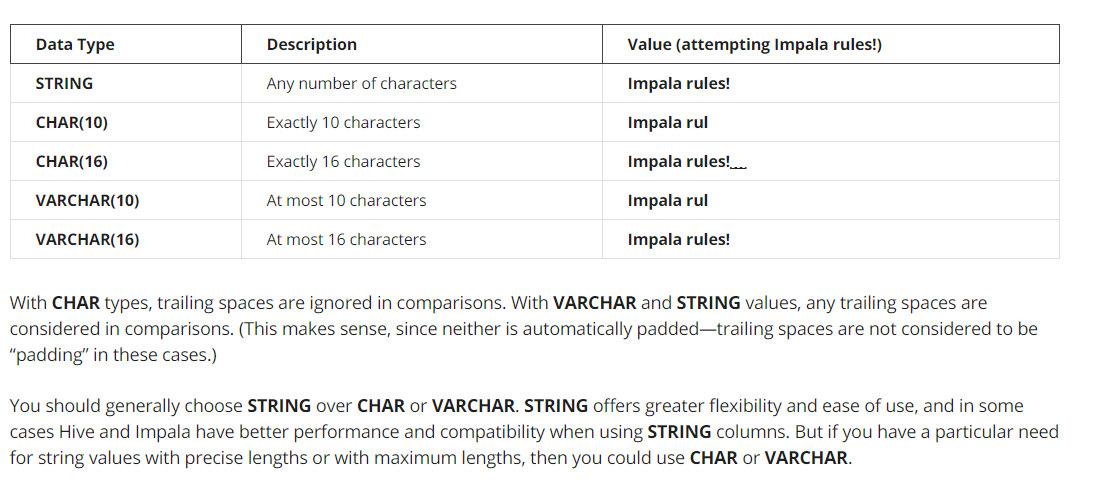 Data Type Description Value (attempting Impala rules!)
STRING Any number of characters Impala rules!
CHAR(10) Exactly 10 characters Impala rul
CHAR(16) Exactly 16 characters Impala rules!___
VARCHAR(10) At most 10 characters Impala rul
VARCHAR(16) At most 16 characters Impala rules!
With CHAR types, trailing spaces are ignored in comparisons. With VARCHAR and STRING values, any trailing spaces are
considered in comparisons. (This makes sense, since neither is automatically padded—trailing spaces are not considered to be
“padding” in these cases.)
You should generally choose STRING over CHAR or VARCHAR. STRING offers greater flexibility and ease of use, and in some
cases Hive and Impala have better performance and compatibility when using STRING columns. But if you have a particular need
for string values with precise lengths or with maximum lengths, then you could use CHAR or VARCHAR.